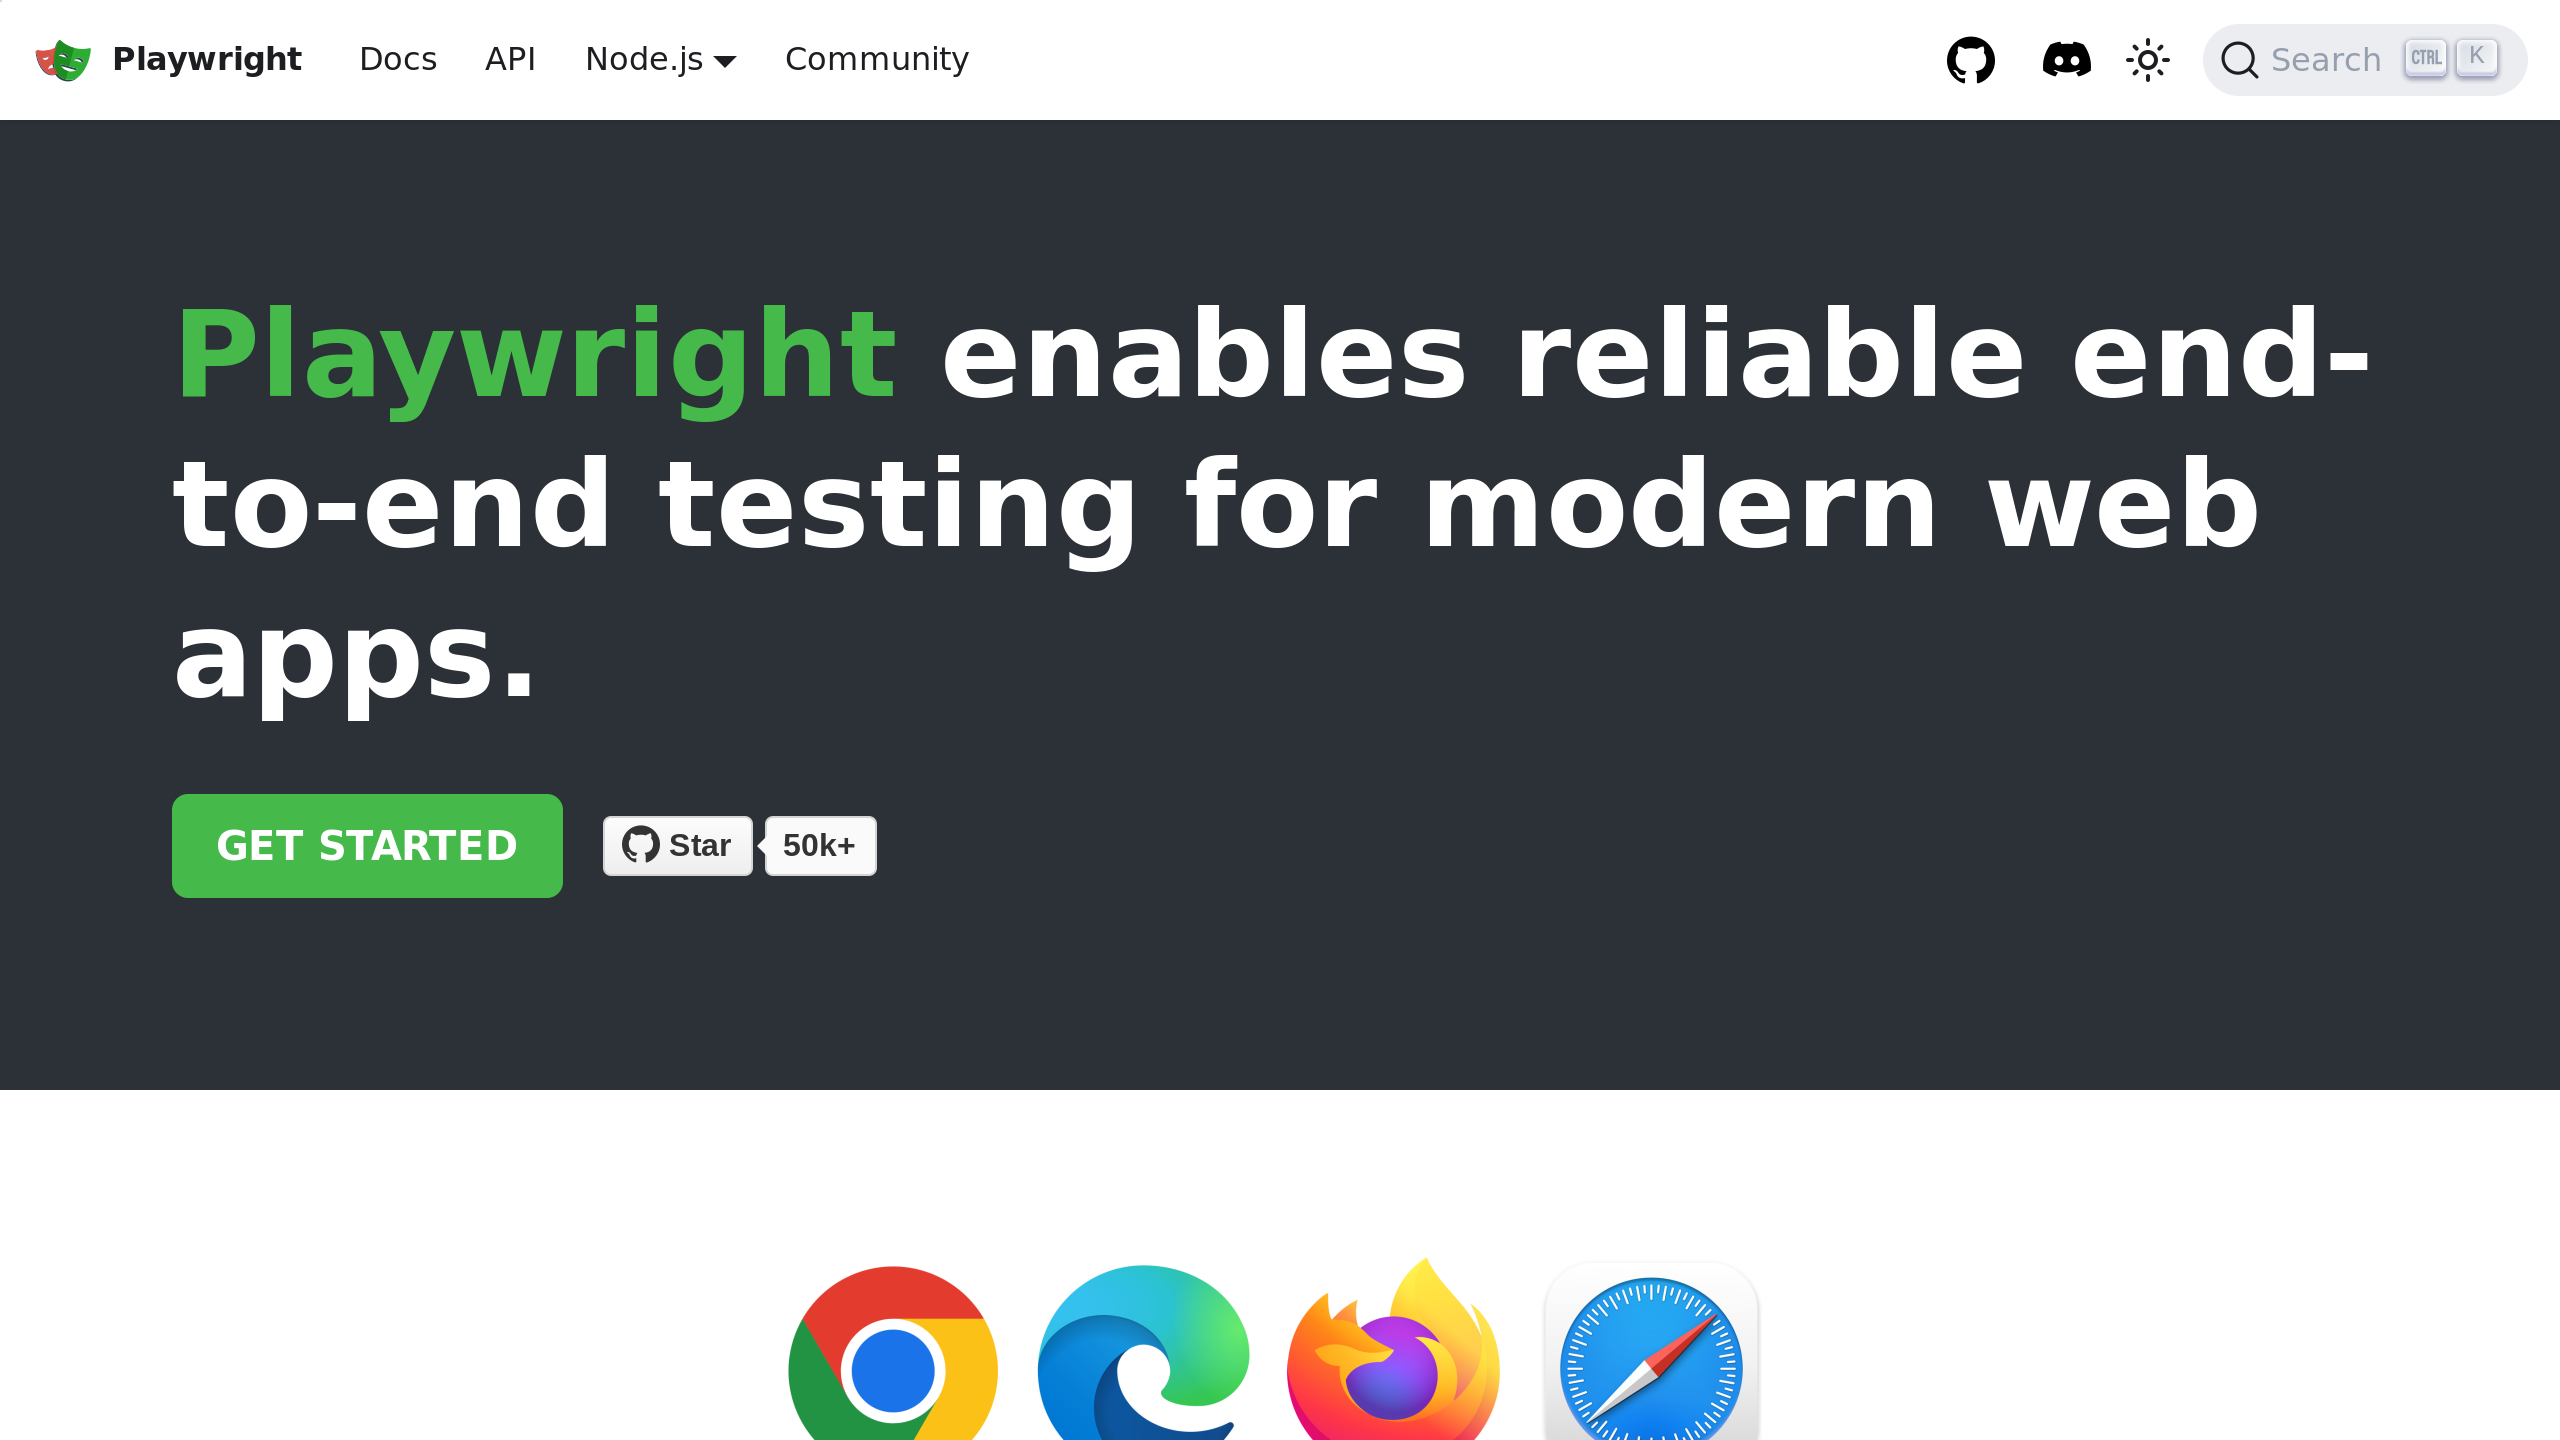 Playwright Docs API Node.js Community Search CTRL K
Playwright enables reliable end-
to-end testing for modern web
apps.
GET STARTED Star 50k+